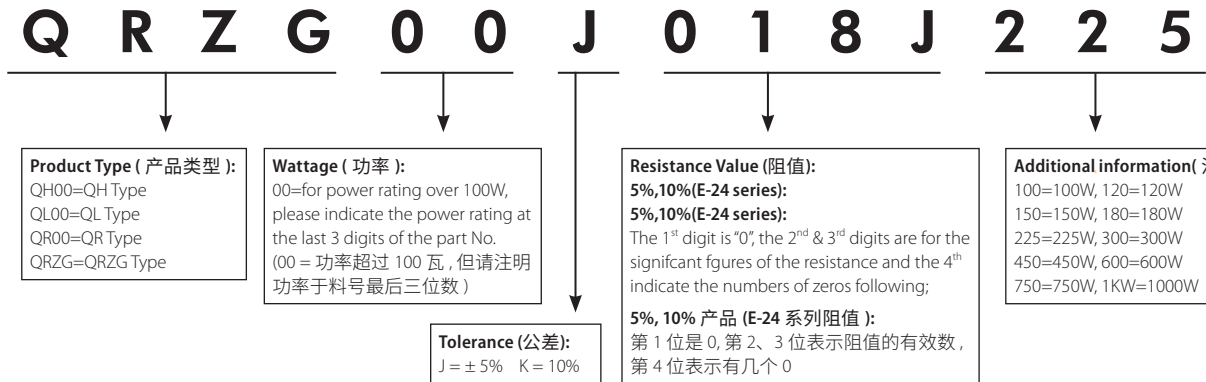 QRZG00J018J225
Product Type ( 产品类型 ):
QH00=QH Type
QL00=QL Type
QR00=QR Type
QRZG=QRZG Type
Wattage ( 功率 ):
00=for power rating over 100W,
please indicate the power rating at
the last 3 digits of the part No.
(00 = 功率超过 100 瓦 , 但请注明
功率于料号最后三位数 )
Tolerance (公差):
J = ± 5% K = 10%
Resistance Value (阻值):
5%,10%(E-24 series):
5%,10%(E-24 series):
The 1st digit is "0", the 2nd & 3rd digits are for the
signifcant fgures of the resistance and the 4th
indicate the numbers of zeros following;
5%, 10% 产品 (E-24 系列阻值 ):
第 1 位是 0, 第 2、3 位表示阻值的有效数 ,
第 4 位表示有几个 0
Additional information(
100=100W, 120=120W
150=150W, 180=180W
225=225W, 300=300W
450=450W, 600=600W
750=750W, 1KW=1000W